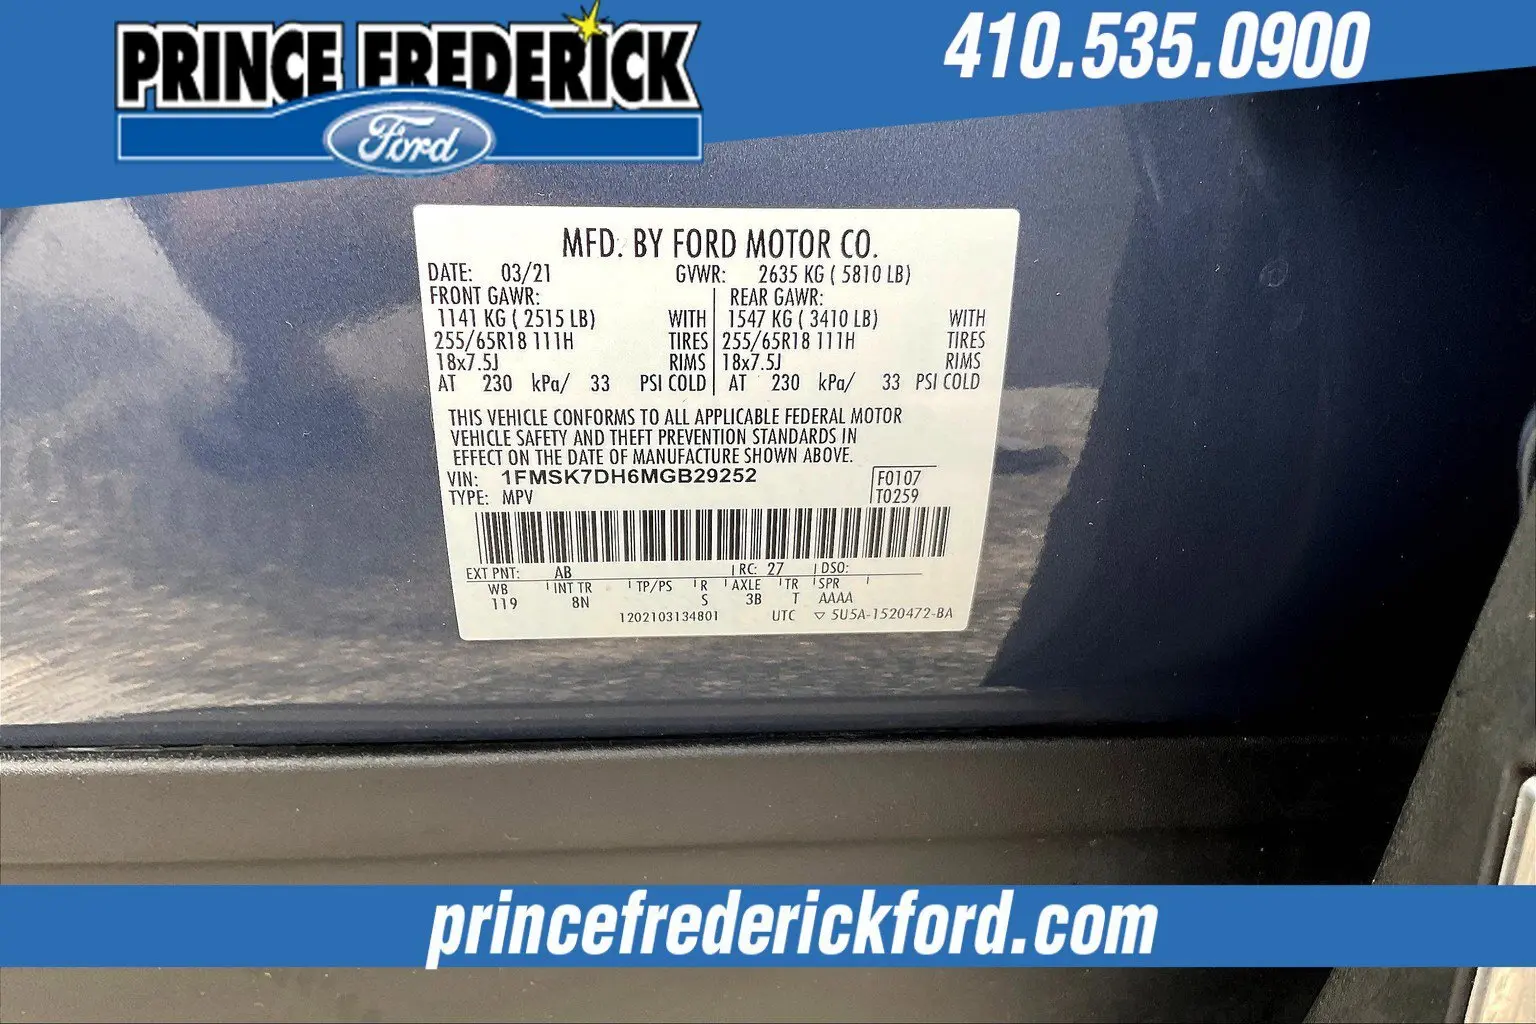 PRINCE FREDERICK
Ford
410.535.0900
MFD. BY FORD MOTOR CO.
DATE: 03/21 GVWR: 2635 KG ( 5810 LB)
FRONT GAWR: REAR GAWR:
1141 KG ( 2515 LB) WITH 1547 KG ( 3410 LB) WITH
255/65R18 111H TIRES 255/65R18 111H TIRES
18x7.5J RIMS 18x7.5J RIMS
AT 230 kPa/ 33 PSI COLD AT 230 kPa/ 33 PSI COLD
THIS VEHICLE CONFORMS TO ALL APPLICABLE FEDERAL MOTOR
VEHICLE SAFETY AND THEFT PREVENTION STANDARDS IN
EFFECT ON THE DATE OF MANUFACTURE SHOWN ABOVE.
VIN: 1FMSK7DH6MGB29252 F0107
TYPE: MPV T0259
EXT PNT: AB RC: 27 DSO:
WB INT TR TP/PS R AXLE TR SPR
119 8N S 3B T AAAA
1202103134801 UTC ▽ 5U5A-1520472-BA
princefrederickford.com